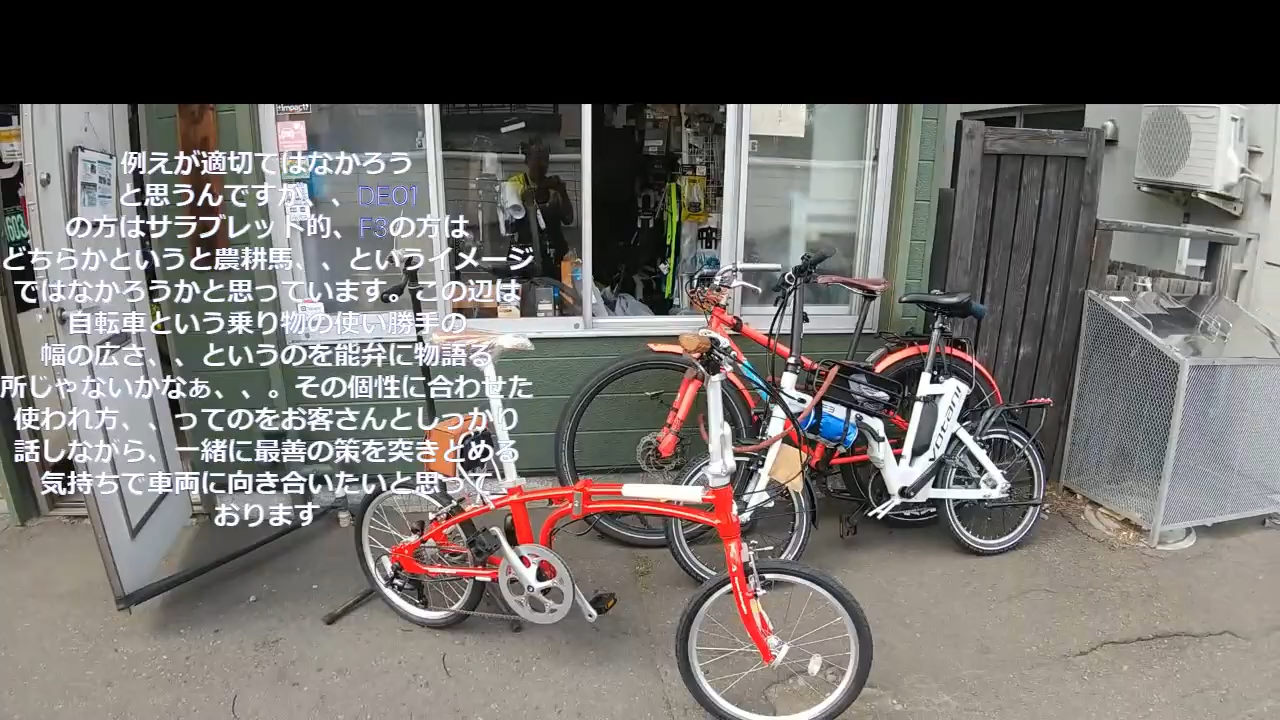 impact
603
例えが適切てはなかろう
と思うんですが、、DE01
の方はサラブレッド的、F3の方は
どちらかというと農耕馬、、というイメージ
ではなかろうかと思っています。この辺は
自転車という乗り物の使い勝手の
幅の広さ、、というのを能弁に物語る
所じゃないかなぁ、、、。その個性に合わせた
使われ方、、ってのをお客さんとしっかり
話しながら、一緒に最善の策を突きとめる
気持ちで車両に向き合いたいと思って
おります
votani
F3